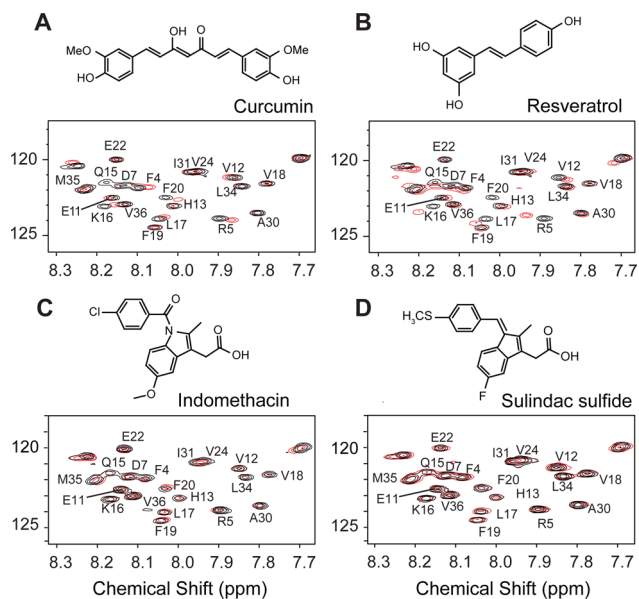 A
OH
O
MeO
OMe
HO
OH
Curcumin
B
OH
HO
HO
Resveratrol
120
125
E22
M35
Q15
D7
F4
I31
V24
V12
V18
F20
L34
H13
E11
K16
V36
L17
F19
R5
A30
8.3 8.2 8.1 8.0 7.9 7.8 7.7
120
125
E22
M35
Q15
D7
F4
I31
V24
V12
V18
F20
L34
H13
E11
K16
V36
L17
F19
R5
A30
8.3 8.2 8.1 8.0 7.9 7.8 7.7
C
Cl
O
N
O
OH
O
Indomethacin
D
H3CS
O
OH
F
Sulindac sulfide
120
125
E22
Q15
M35
D7
F4
I31
V24
V12
V18
F20
L34
E11
K16
V36
L17
H13
F19
R5
A30
8.3 8.2 8.1 8.0 7.9 7.8 7.7
Chemical Shift (ppm)
120
125
E22
Q15
M35
D7
F4
I31
V24
V12
V18
F20
L34
E11
K16
V36
L17
H13
F19
R5
A30
8.3 8.2 8.1 8.0 7.9 7.8 7.7
Chemical Shift (ppm)